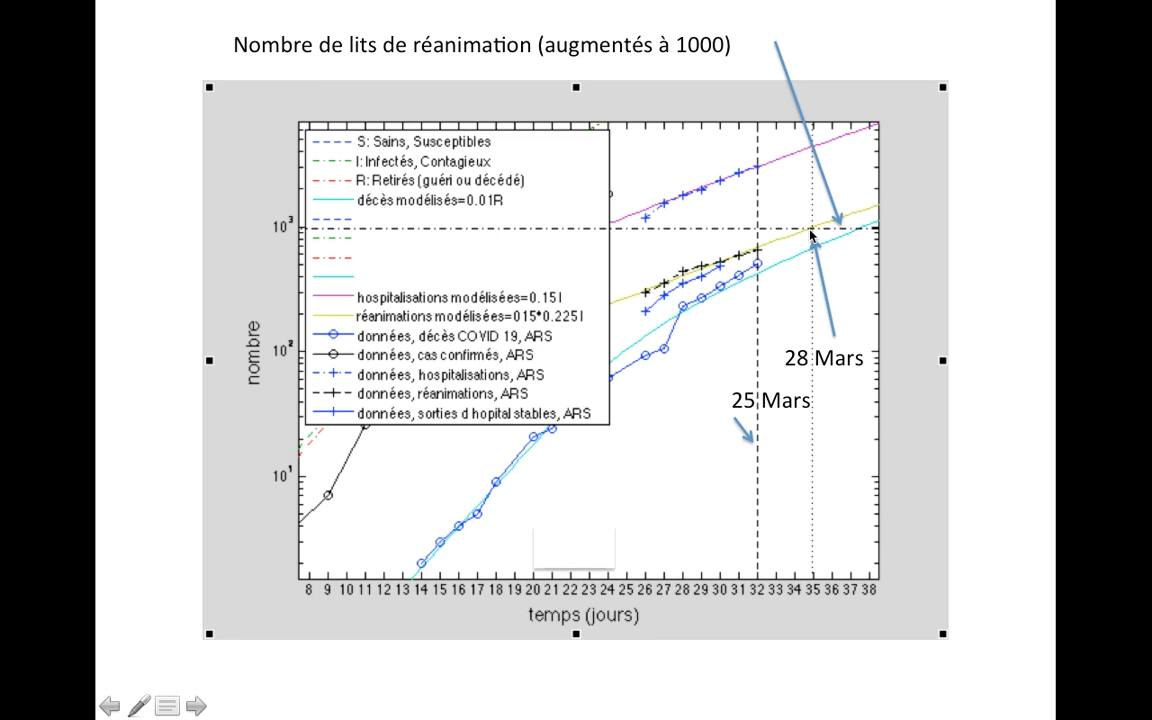 Nombre de lits de réanimation (augmentés à 1000)
S: Sains, Susceptibles
I: Infectés, Contagieux
R: Retirés (guéri ou décédé)
décès modélisés=0.01R
hospitalisations modélisées=0.15I
réanimations modélisées=015*0.225I
données, décès COVID 19, ARS
données, cas confirmés, ARS
données, hospitalisations, ARS
données, réanimations, ARS
données, sorties d hopital stables, ARS
10³
10²
10¹
nombre
28 Mars
25 Mars
8 9 10 11 12 13 14 15 16 17 18 19 20 21 22 23 24 25 26 27 28 29 30 31 32 33 34 35 36 37 38
temps (jours)